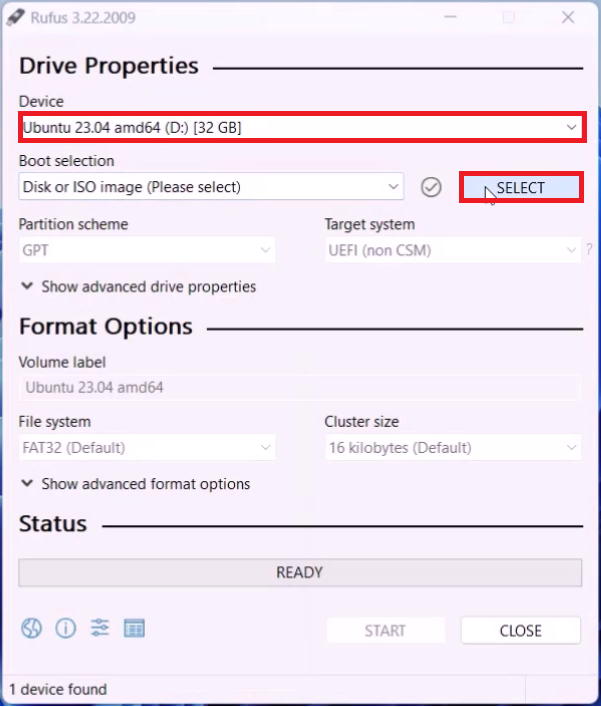 Rufus 3.22.2009
Drive Properties
Device
Ubuntu 23.04 amd64 (D:) [32 GB]
Boot selection
Disk or ISO image (Please select)
SELECT
Partition scheme
Target system
GPT
UEFI (non CSM)
?
Show advanced drive properties
Format Options
Volume label
Ubuntu 23.04 amd64
File system
Cluster size
FAT32 (Default)
16 kilobytes (Default)
Show advanced format options
Status
READY
START
CLOSE
1 device found